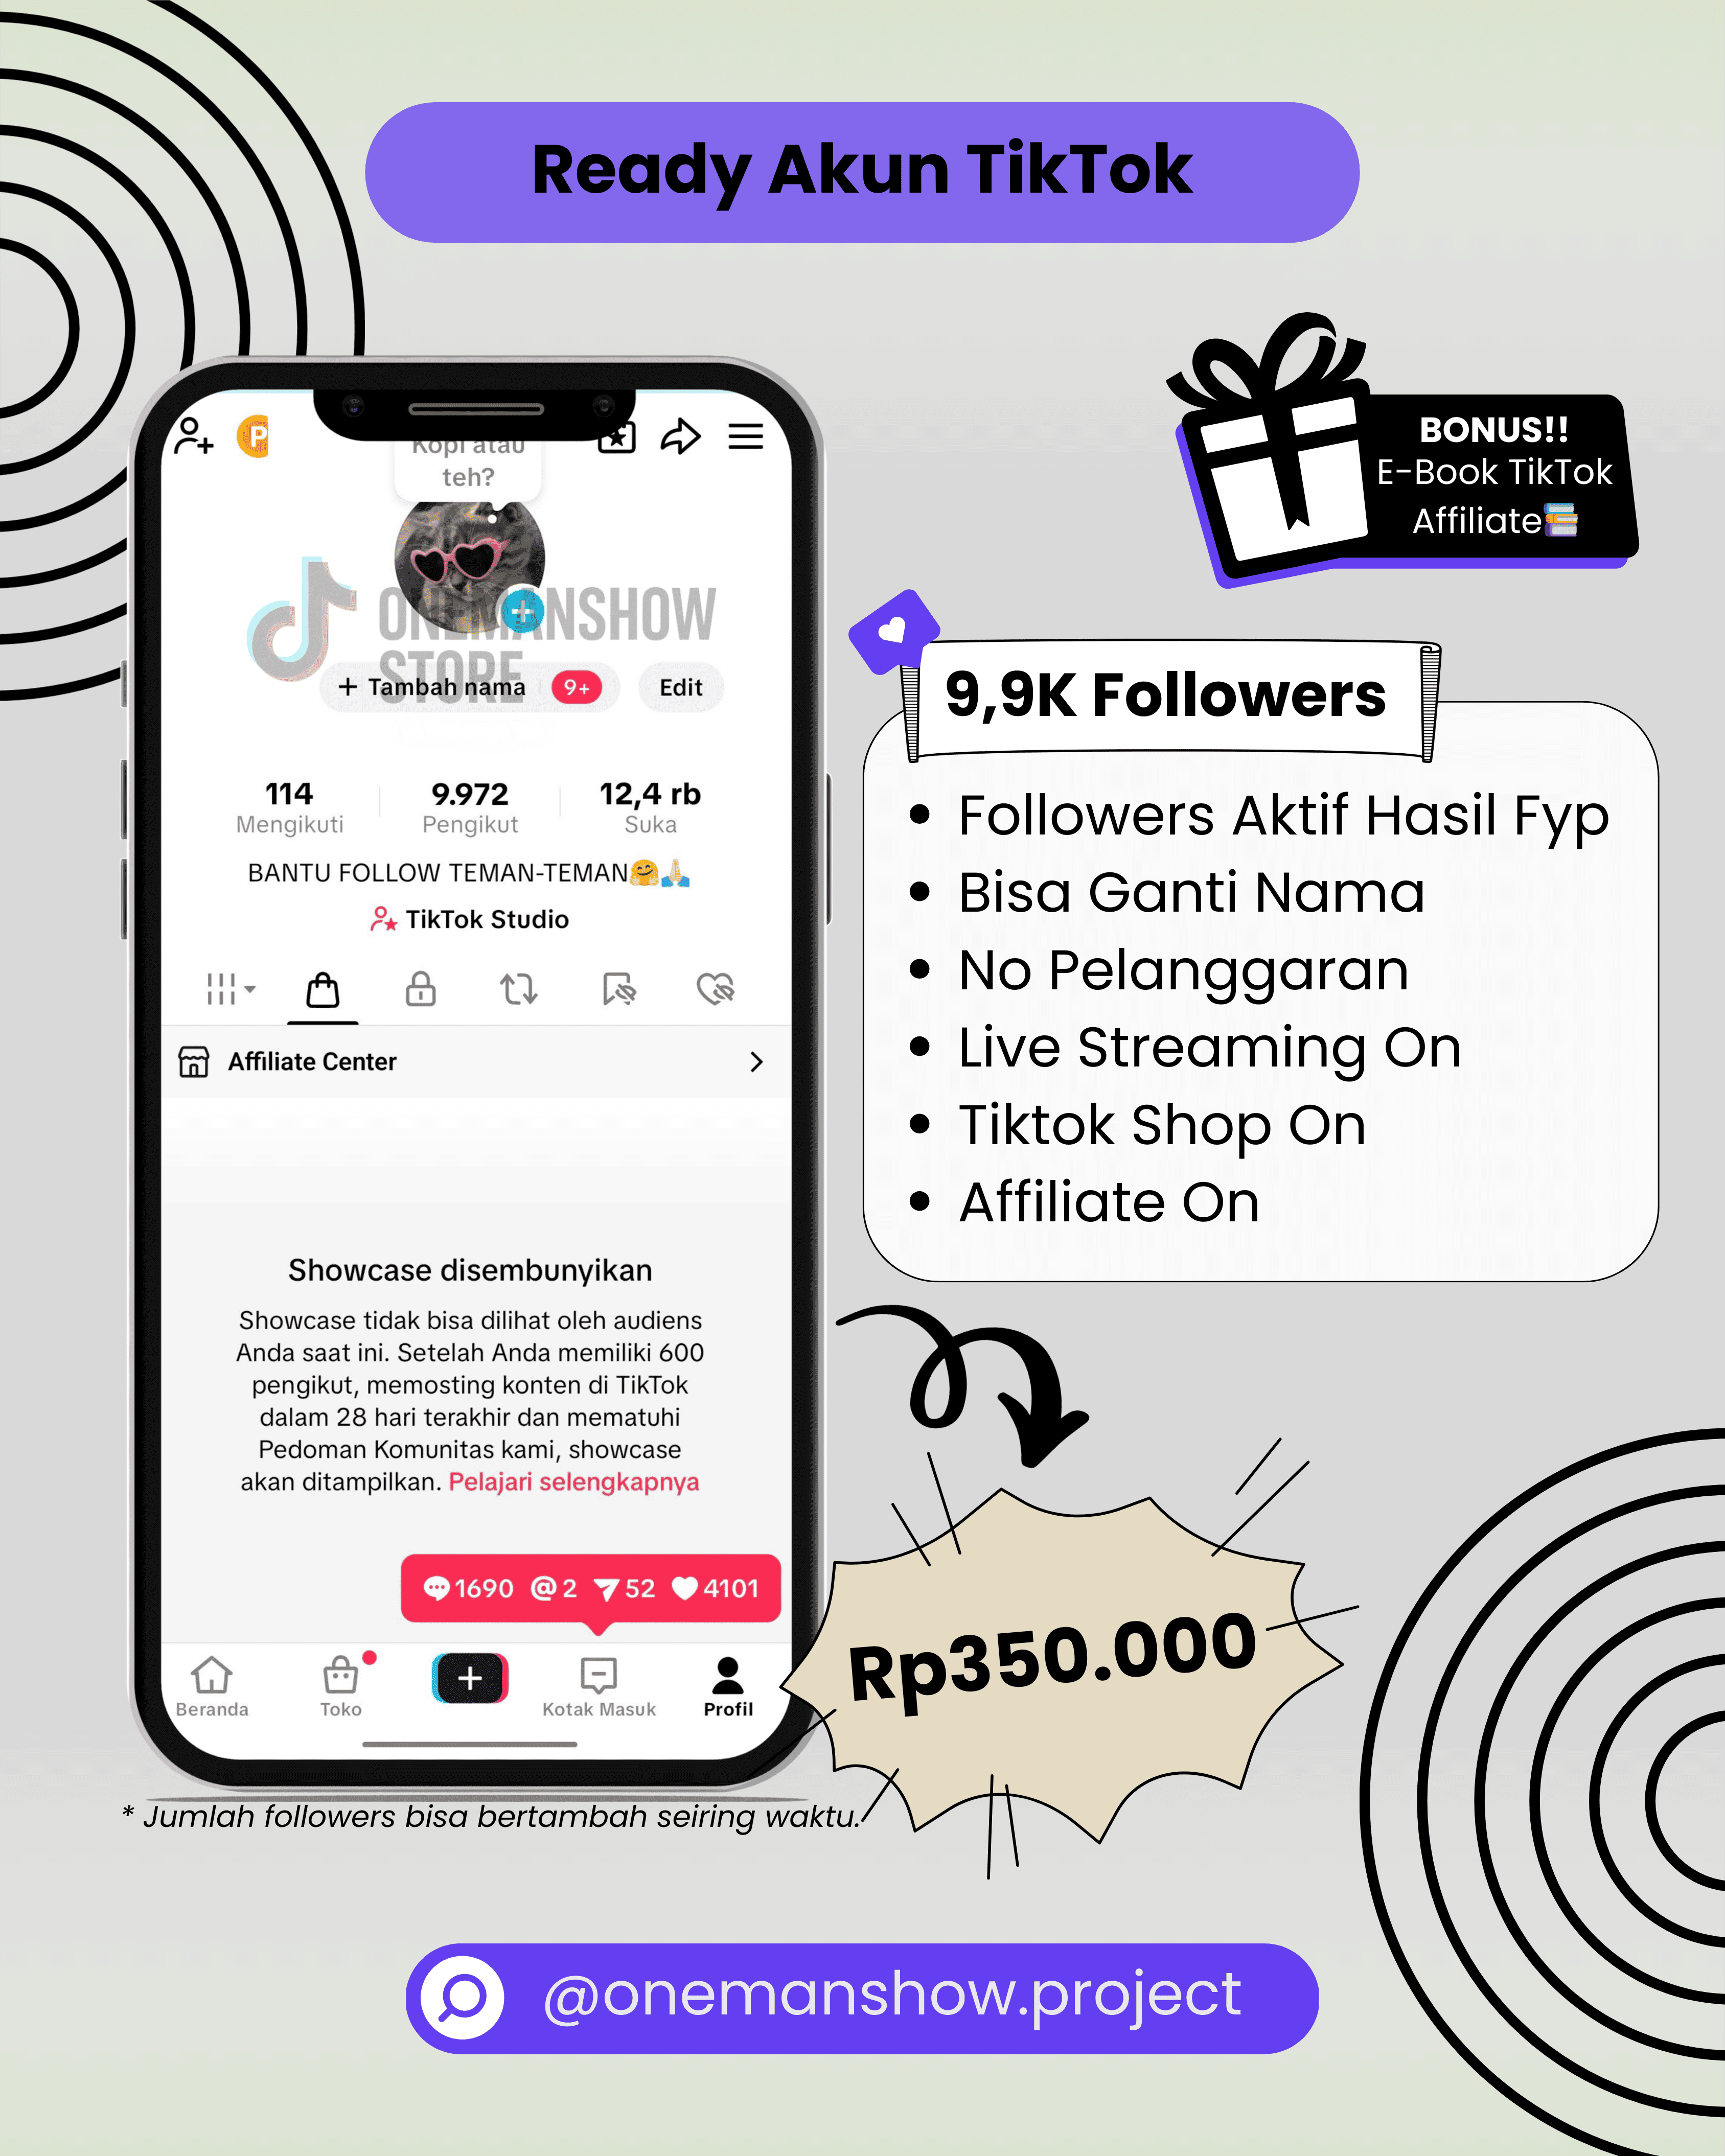 Ready Akun TikTok
BONUS!!
E-Book TikTok
Affiliate📚
P
Kopi atau
teh?
ONEMANSHOW
STORE
+ Tambah nama 9+ Edit
114 9.972 12,4 rb
Mengikuti Pengikut Suka
BANTU FOLLOW TEMAN-TEMAN🤗🙏🏼
TikTok Studio
Affiliate Center
Showcase disembunyikan
Showcase tidak bisa dilihat oleh audiens
Anda saat ini. Setelah Anda memiliki 600
pengikut, memosting konten di TikTok
dalam 28 hari terakhir dan mematuhi
Pedoman Komunitas kami, showcase
akan ditampilkan. Pelajari selengkapnya
1690 @ 2 52 4101
Beranda Toko Kotak Masuk Profil
9,9K Followers
• Followers Aktif Hasil Fyp
• Bisa Ganti Nama
• No Pelanggaran
• Live Streaming On
• Tiktok Shop On
• Affiliate On
Rp350.000
* Jumlah followers bisa bertambah seiring waktu.
@onemanshow.project